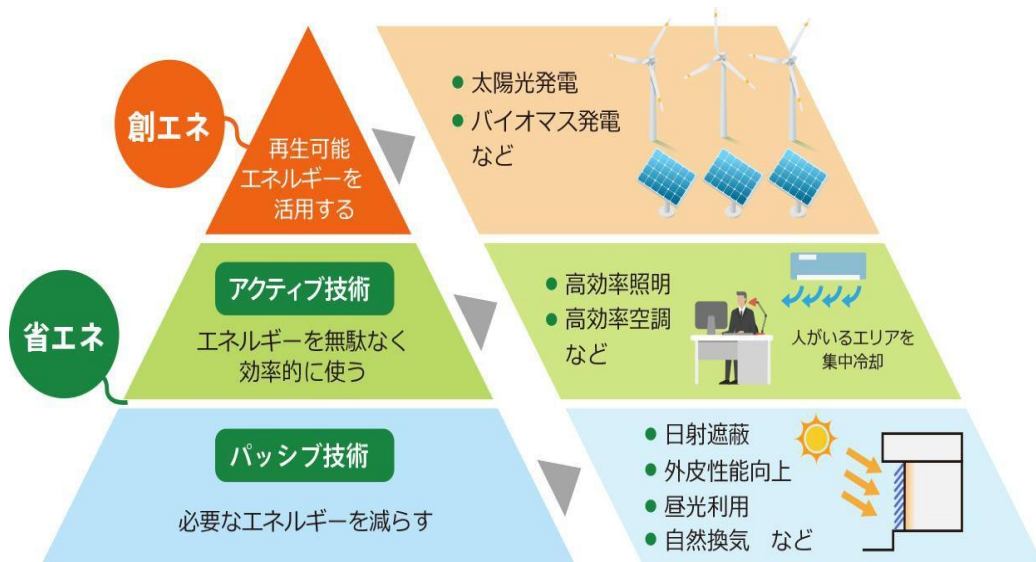 創エネ
再生可能
エネルギーを
活用する
● 太陽光発電
● バイオマス発電
など
省エネ
アクティブ技術
エネルギーを無駄なく
効率的に使う
● 高効率照明
● 高効率空調
など
人がいるエリアを
集中冷却
パッシブ技術
必要なエネルギーを減らす
● 日射遮蔽
● 外皮性能向上
● 昼光利用
● 自然換気　など